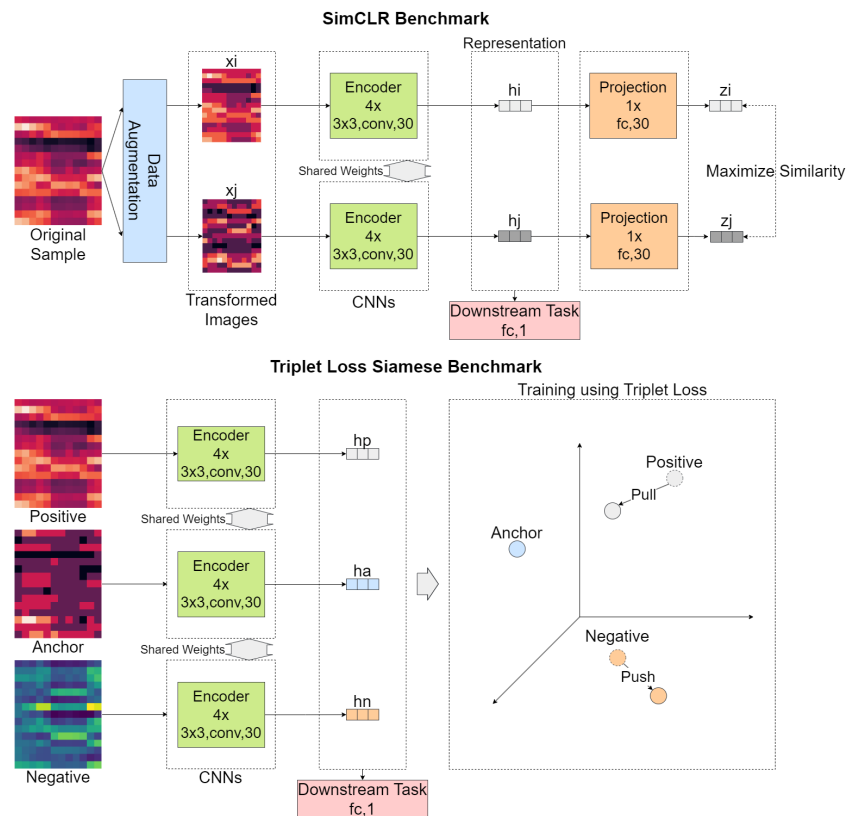 SimCLR Benchmark
Representation
xi
Encoder
4x
3x3,conv,30
hi
Projection
1x
fc,30
zi
Data
Augmentation
Shared Weights
Maximize Similarity
xj
Encoder
4x
3x3,conv,30
hj
Projection
1x
fc,30
zj
Original
Sample
Transformed
Images
CNNs
Downstream Task
fc,1
Triplet Loss Siamese Benchmark
Training using Triplet Loss
Encoder
4x
3x3,conv,30
hp
Positive
Shared Weights
Encoder
4x
3x3,conv,30
ha
Anchor
Shared Weights
Encoder
4x
3x3,conv,30
hn
Negative
CNNs
Downstream Task
fc,1
Positive
Pull
Anchor
Negative
Push